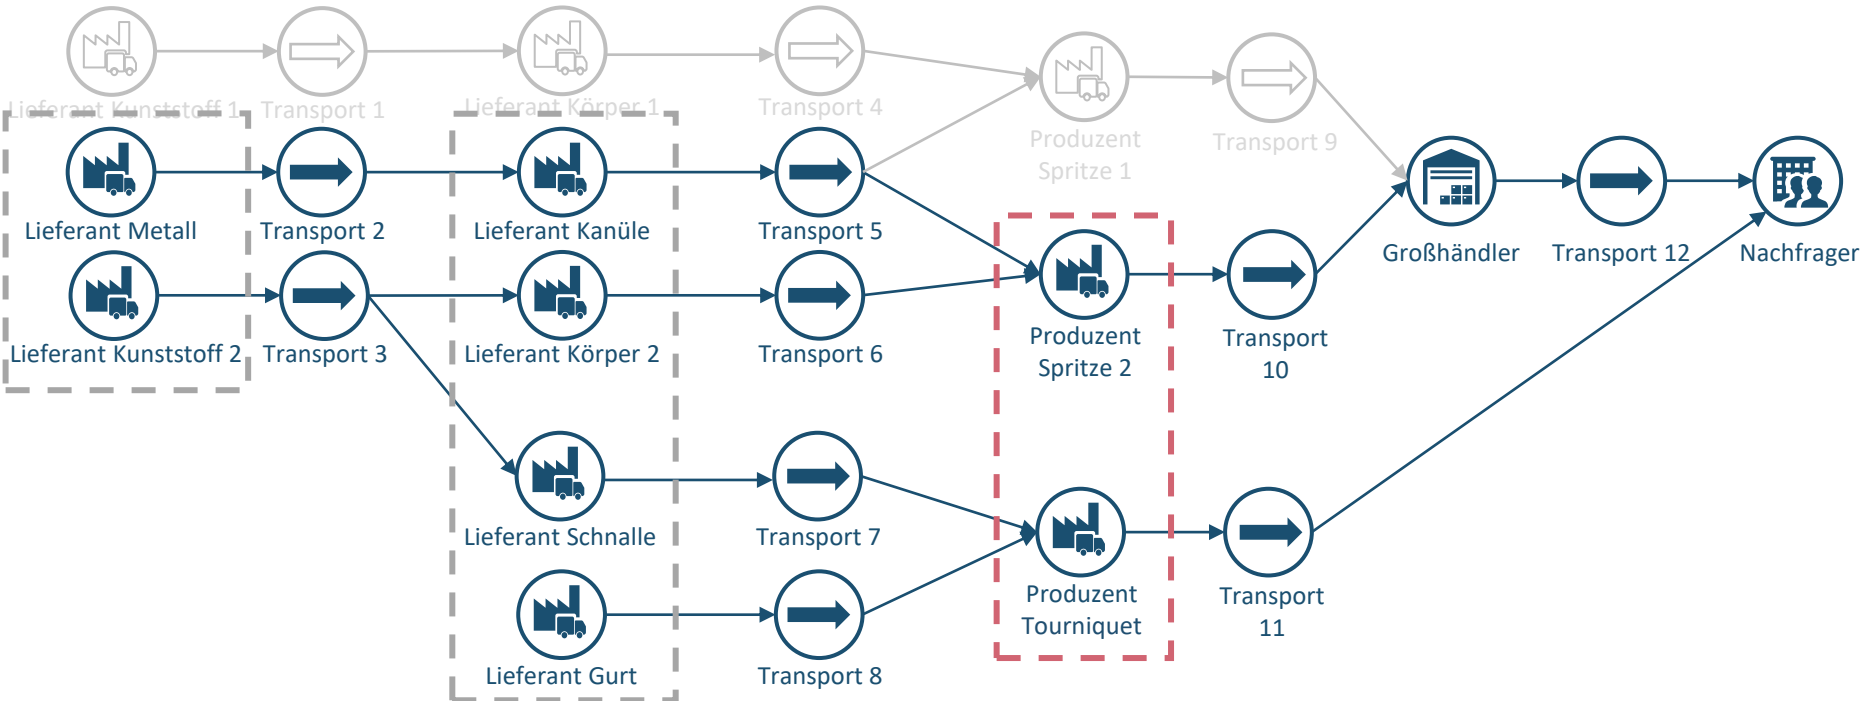 Lieferant Kunststoff 1
Transport 1
Lieferant Körper 1
Transport 4
Produzent
Spritze 1
Transport 9
Lieferant Metall
Transport 2
Lieferant Kanüle
Transport 5
Großhändler
Transport 12
Nachfrager
Lieferant Kunststoff 2
Transport 3
Lieferant Körper 2
Transport 6
Produzent
Spritze 2
Transport
10
Lieferant Schnalle
Transport 7
Produzent
Tourniquet
Transport
11
Lieferant Gurt
Transport 8